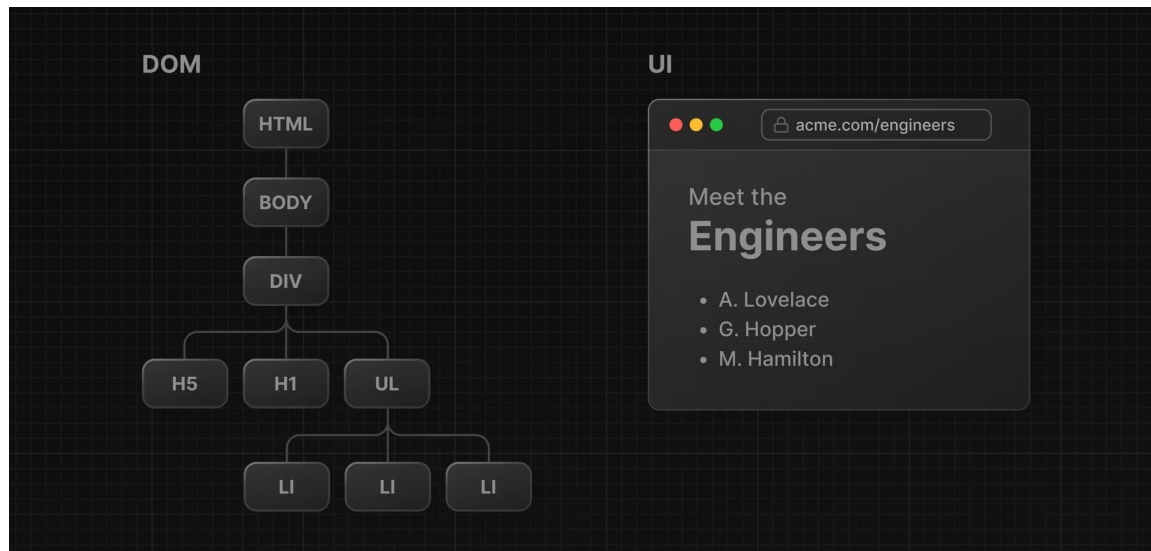 DOM
HTML
BODY
DIV
H5 H1 UL
LI LI LI
UI
acme.com/engineers
Meet the
Engineers
• A. Lovelace
• G. Hopper
• M. Hamilton